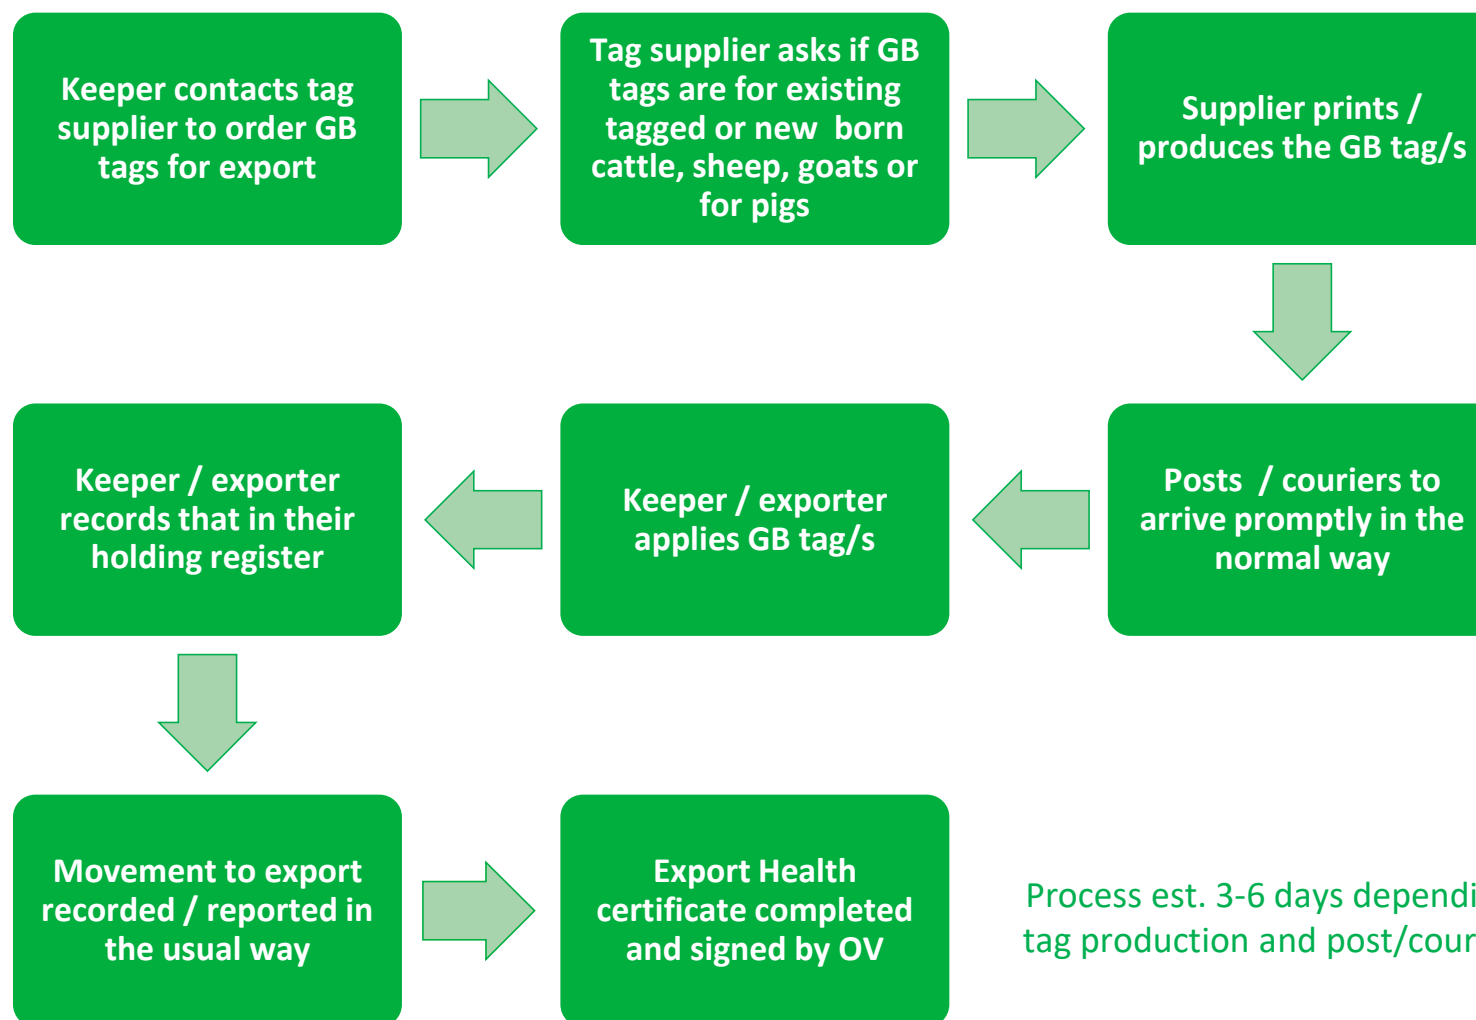 Keeper contacts tag
supplier to order GB
tags for export
Tag supplier asks if GB
tags are for existing
tagged or new born
cattle, sheep, goats or
for pigs
Supplier prints /
produces the GB tag/s
Posts / couriers to
arrive promptly in the
normal way
Keeper / exporter
applies GB tag/s
Keeper / exporter
records that in their
holding register
Movement to export
recorded / reported in
the usual way
Export Health
certificate completed
and signed by OV
Process est. 3-6 days
tag production and